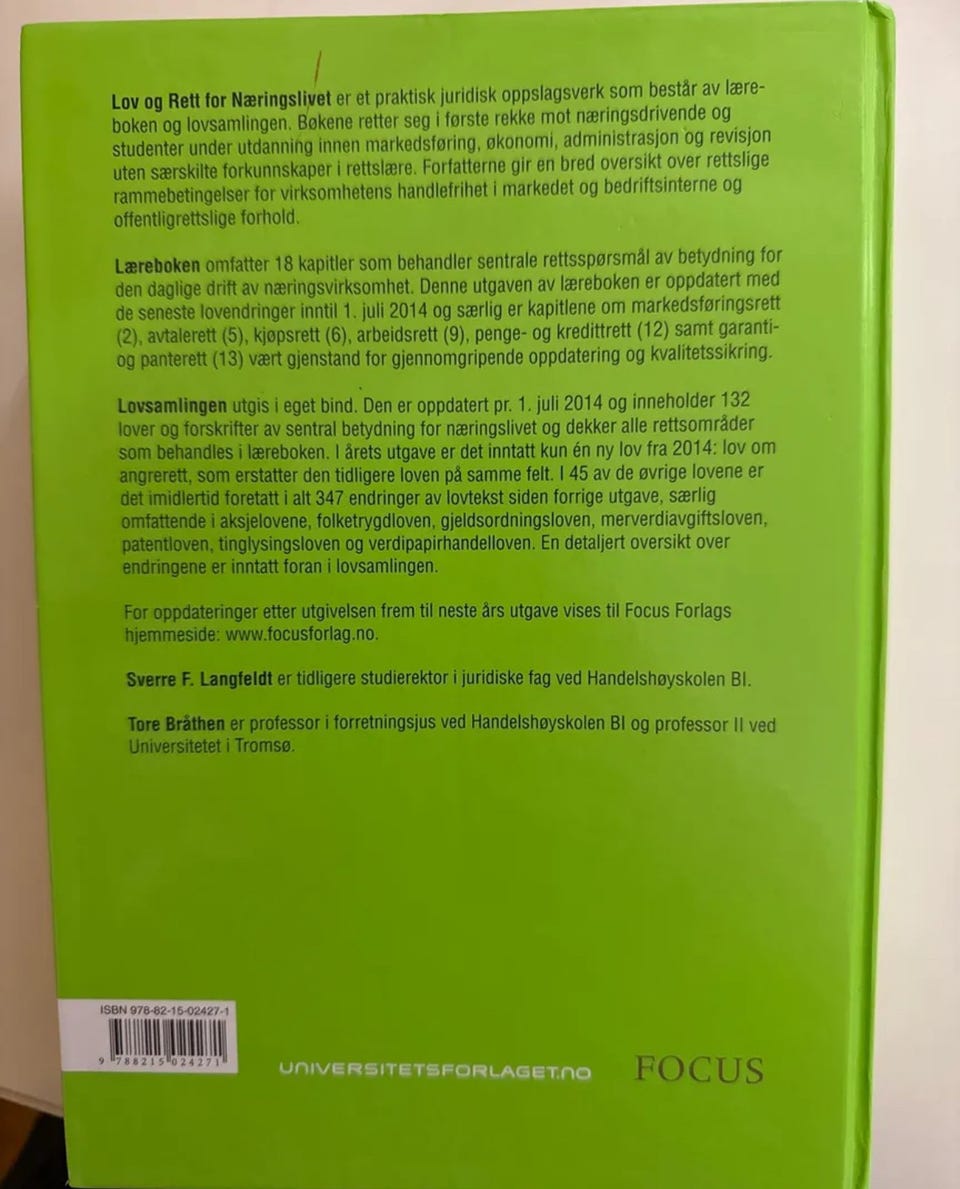 Lov og Rett for Næringslivet er et praktisk juridisk oppslagsverk som består av lære-
boken og lovsamlingen. Bøkene retter seg i første rekke mot næringsdrivende og
studenter under utdanning innen markedsføring, økonomi, administrasjon og revisjon
uten særskilte forkunnskaper i rettslære. Forfatterne gir en bred oversikt over rettslige
rammebetingelser for virksomhetens handlefrihet i markedet og bedriftsinterne og
offentligrettslige forhold.
Læreboken omfatter 18 kapitler som behandler sentrale rettsspørsmål av betydning for
den daglige drift av næringsvirksomhet. Denne utgaven av læreboken er oppdatert med
de seneste lovendringer inntil 1. juli 2014 og særlig er kapitlene om markedsføringsrett
(2), avtalerett (5), kjøpsrett (6), arbeidsrett (9), penge- og kredittrett (12) samt garanti-
og panterett (13) vært gjenstand for gjennomgripende oppdatering og kvalitetssikring.
Lovsamlingen utgis i eget bind. Den er oppdatert pr. 1. juli 2014 og inneholder 132
lover og forskrifter av sentral betydning for næringslivet og dekker alle rettsområder
som behandles i læreboken. I årets utgave er det inntatt kun én ny lov fra 2014: lov om
angrerett, som erstatter den tidligere loven på samme felt. I 45 av de øvrige lovene er
det imidlertid foretatt i alt 347 endringer av lovtekst siden forrige utgave, særlig
omfattende i aksjelovene, folketrygdloven, gjeldsordningsloven, merverdiavgiftsloven,
patentloven, tinglysingsloven og verdipapirhandelloven. En detaljert oversikt over
endringene er inntatt foran i lovsamlingen.
For oppdateringer etter utgivelsen frem til neste års utgave vises til Focus Forlags
hjemmeside: www.focusforlag.no.
Sverre F. Langfeldt er tidligere studierektor i juridiske fag ved Handelshøyskolen BI.
Tore Bråthen er professor i forretningsjus ved Handelshøyskolen BI og professor II ved
Universitetet i Tromsø.
ISBN 978-82-15-02427-1
9 788215 024271
UNIVERSITETSFORLAGET.NO
FOCUS